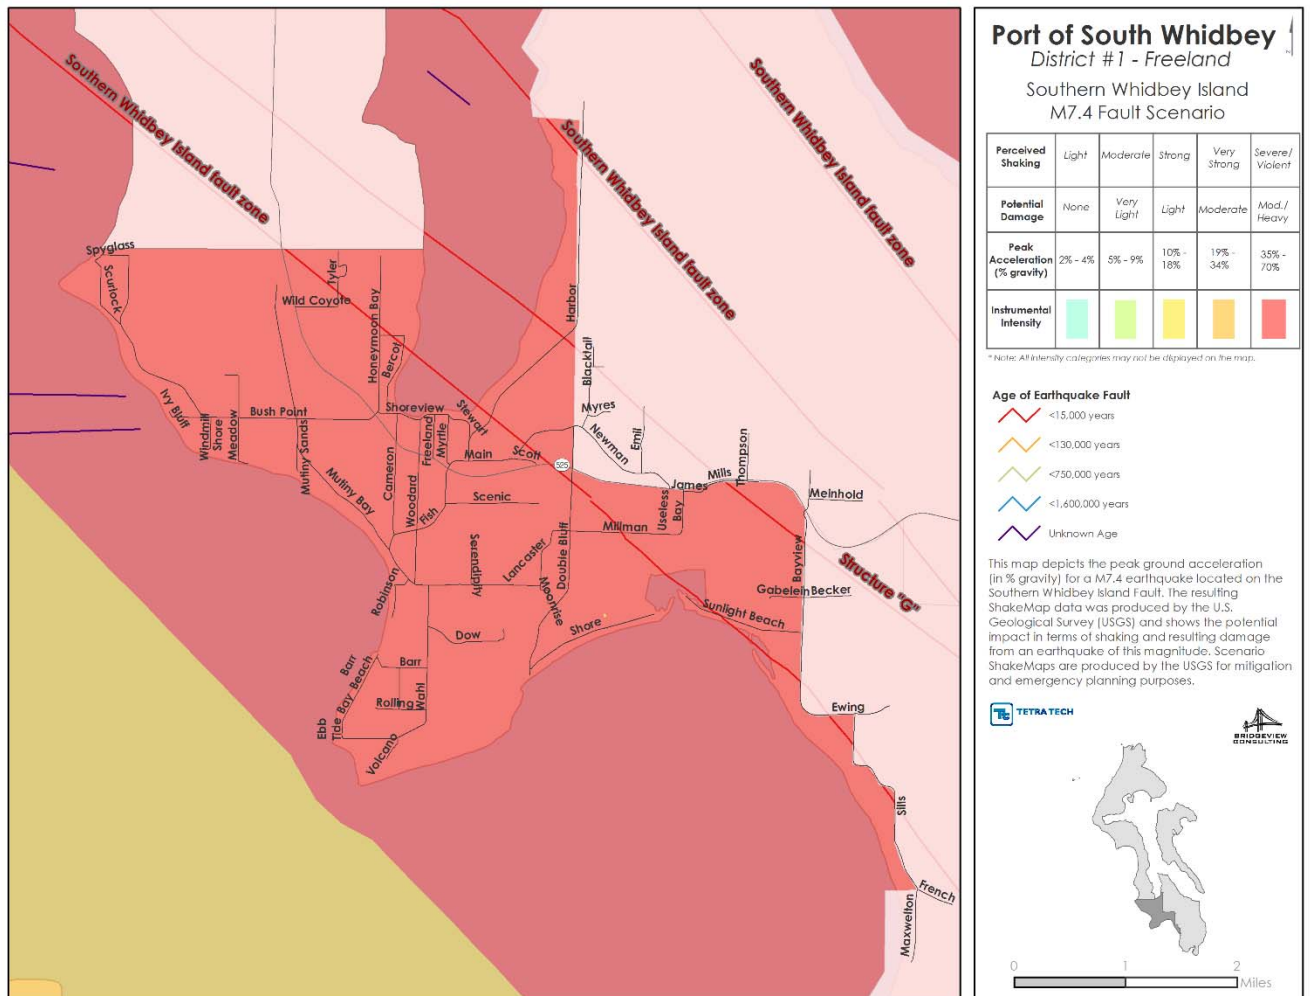 Southern Whidbey Island fault zone
Southern Whidbey Island fault zone
Southern Whidbey Island fault zone
Structure "G"
Spyglass
Scurlock
Tyler
Wild Coyote
Honeymoon Bay
Bercot
Harbor
Blacktail
Myres
Ivy Bluff
Windmill
Shore
Meadow
Bush Point
Shoreview
Stewart
Freeland
Myrtle
Newman
Emil
Thompson
Mutiny Sands
Cameron
Main
Scott
525
Mills
James
Meinhold
Mutiny Bay
Woodard
Fish
Scenic
Useless
Bay
Millman
Serendipity
Lancaster
Double Bluff
Bayview
Robinson
Moonrise
Gabelein
Becker
Sunlight Beach
Dow
Shore
Barr
Bay Beach
Barr
Wahl
Rolling
Ebb
Tide
Volcano
Ewing
Sills
French
Maxwelton
Port of South Whidbey
District #1 - Freeland
Southern Whidbey Island
M7.4 Fault Scenario
Perceived Shaking Light Moderate Strong Very Strong Severe/ Violent
Potential Damage None Very Light Light Moderate Mod./ Heavy
Peak Acceleration (% gravity) 2% - 4% 5% - 9% 10% - 18% 19% - 34% 35% - 70%
Instrumental Intensity
* Note: All intensity categories may not be displayed on the map.
Age of Earthquake Fault
<15,000 years
<130,000 years
<750,000 years
<1,600,000 years
Unknown Age
This map depicts the peak ground acceleration
(in % gravity) for a M7.4 earthquake located on the
Southern Whidbey Island Fault. The resulting
ShakeMap data was produced by the U.S.
Geological Survey (USGS) and shows the potential
impact in terms of shaking and resulting damage
from an earthquake of this magnitude. Scenario
ShakeMaps are produced by the USGS for mitigation
and emergency planning purposes.
TETRA TECH
BRIDGEVIEW
CONSULTING
0 1 2
Miles